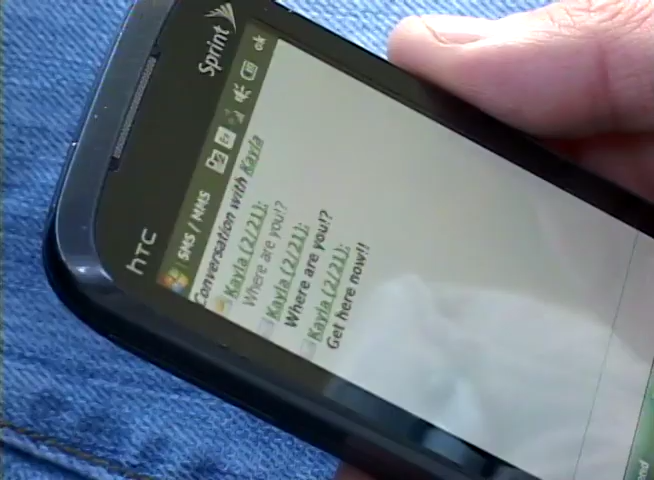 Sprint
hTC
SMS / MMS
ok
Conversation with Kayla
Kayla (2/21):
Where are you!?
Kayla (2/21):
Where are you!?
Kayla (2/21):
Get here now!!